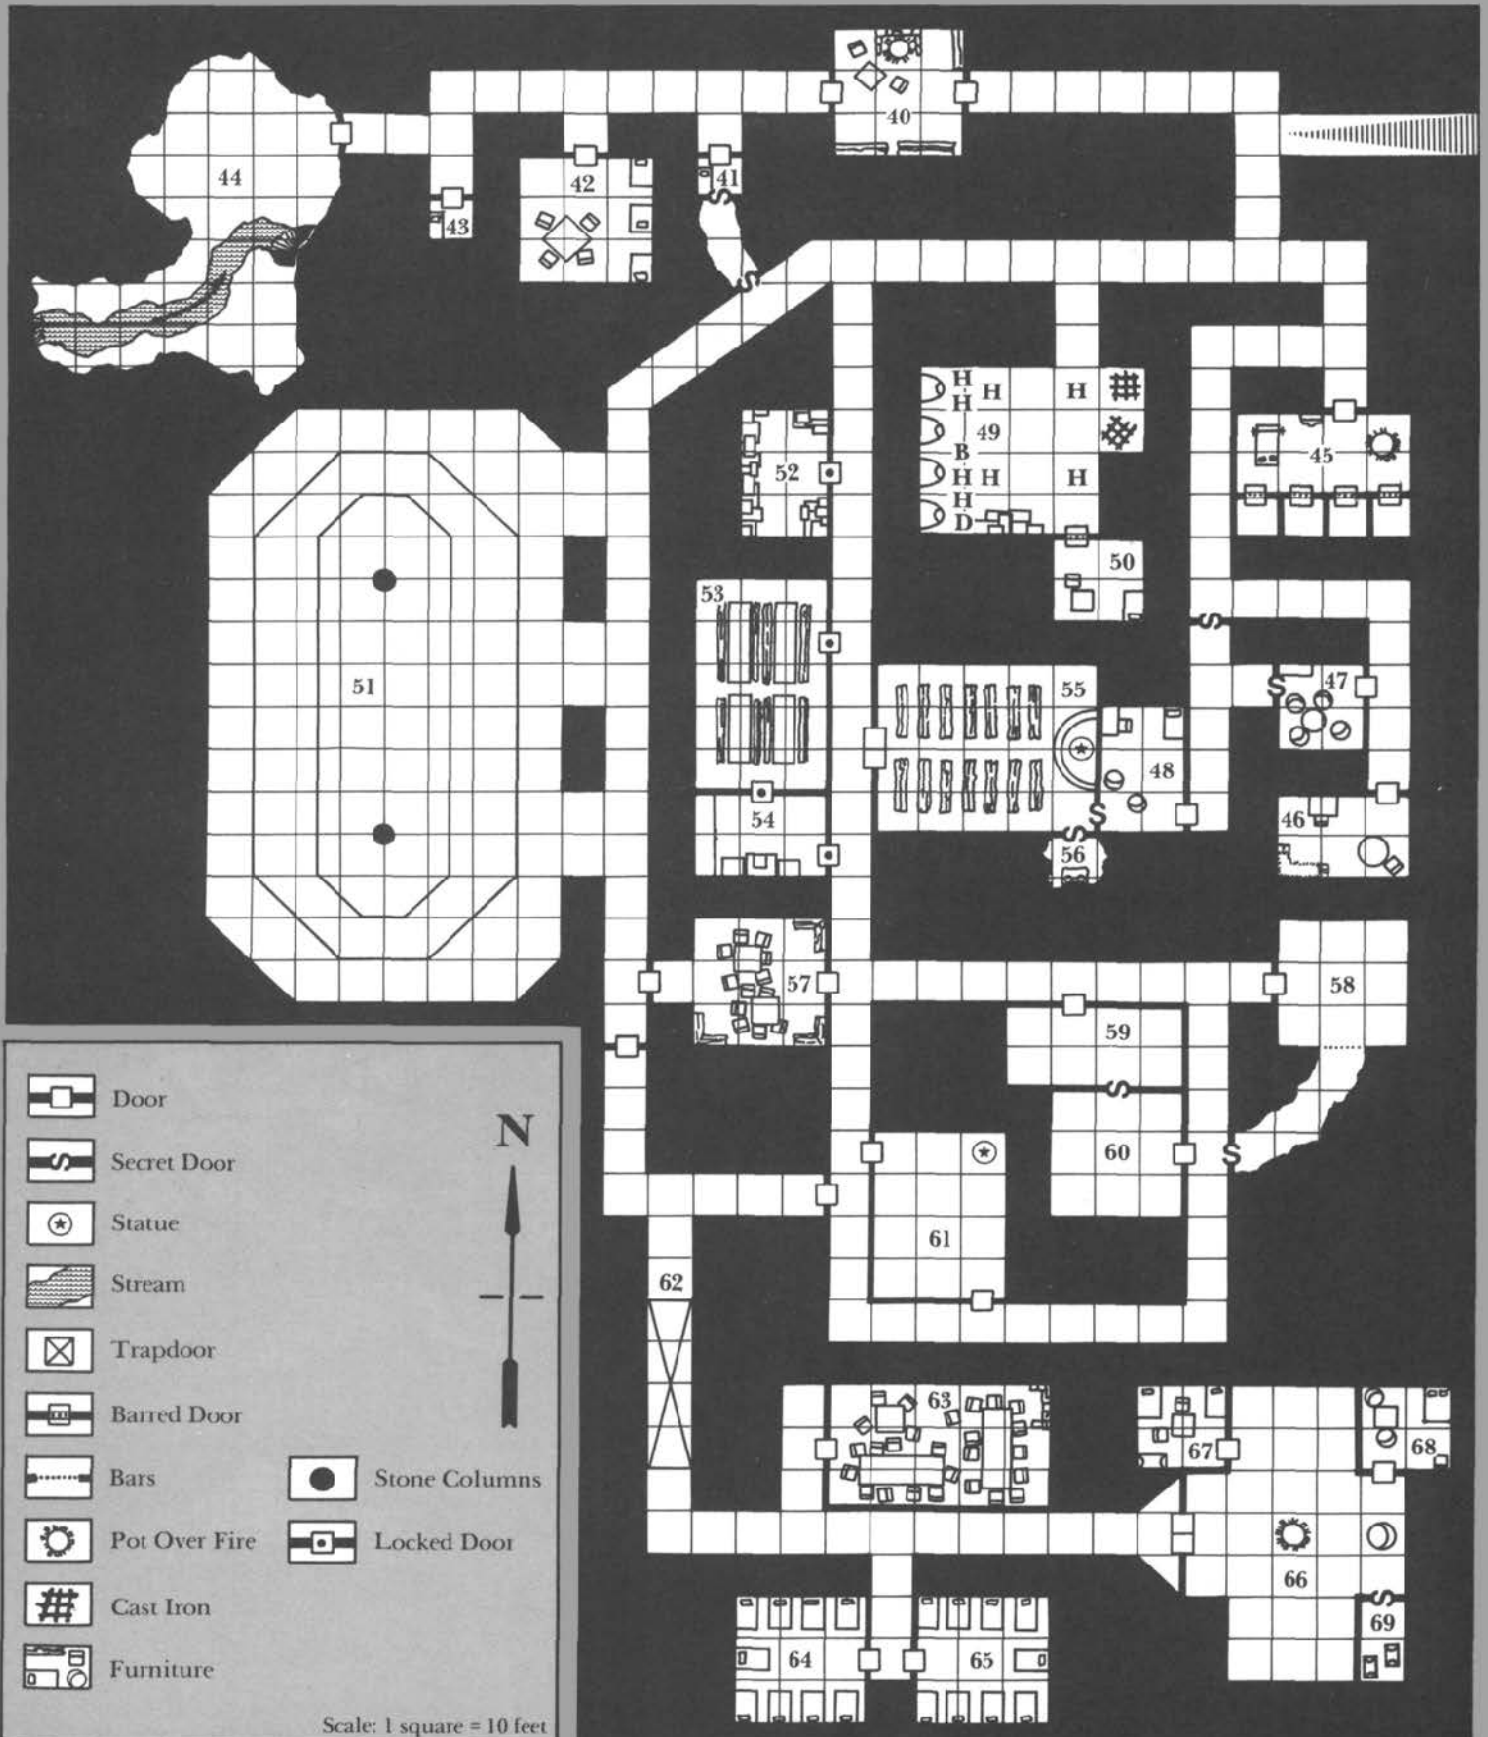 40
44
42
41
43
H
H
H
H
49
B
H
H
H
H
D
45
52
50
53
51
55
47
48
54
46
56
57
58
59
60
61
62
63
67
68
66
69
64
65
N
Door
Secret Door
Statue
Stream
Trapdoor
Barred Door
Bars
Stone Columns
Pot Over Fire
Locked Door
Cast Iron
Furniture
Scale: 1 square = 10 feet
S
S
S
S
S
S
S
S
S